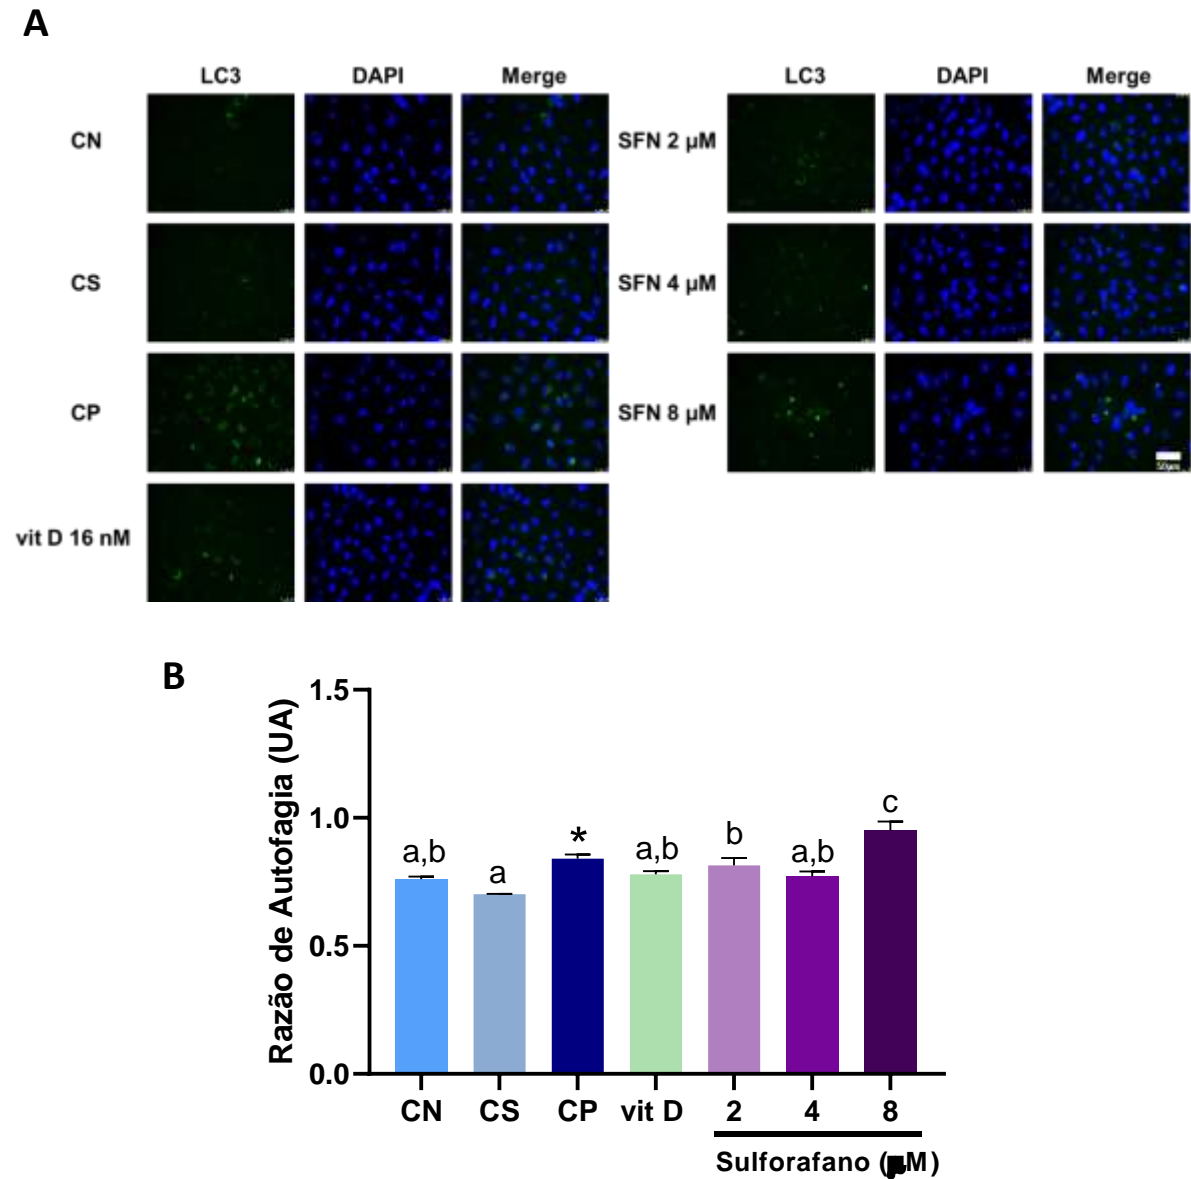 A
LC3 DAPI Merge LC3 DAPI Merge
CN SFN 2 µM
CS SFN 4 µM
CP SFN 8 µM
50µm
vit D 16 nM
B
Razão de Autofagia (UA)
1.5
1.0
0.5
0.0
a,b a * a,b b a,b c
CN CS CP vit D 2 4 8
Sulforafano (µM)